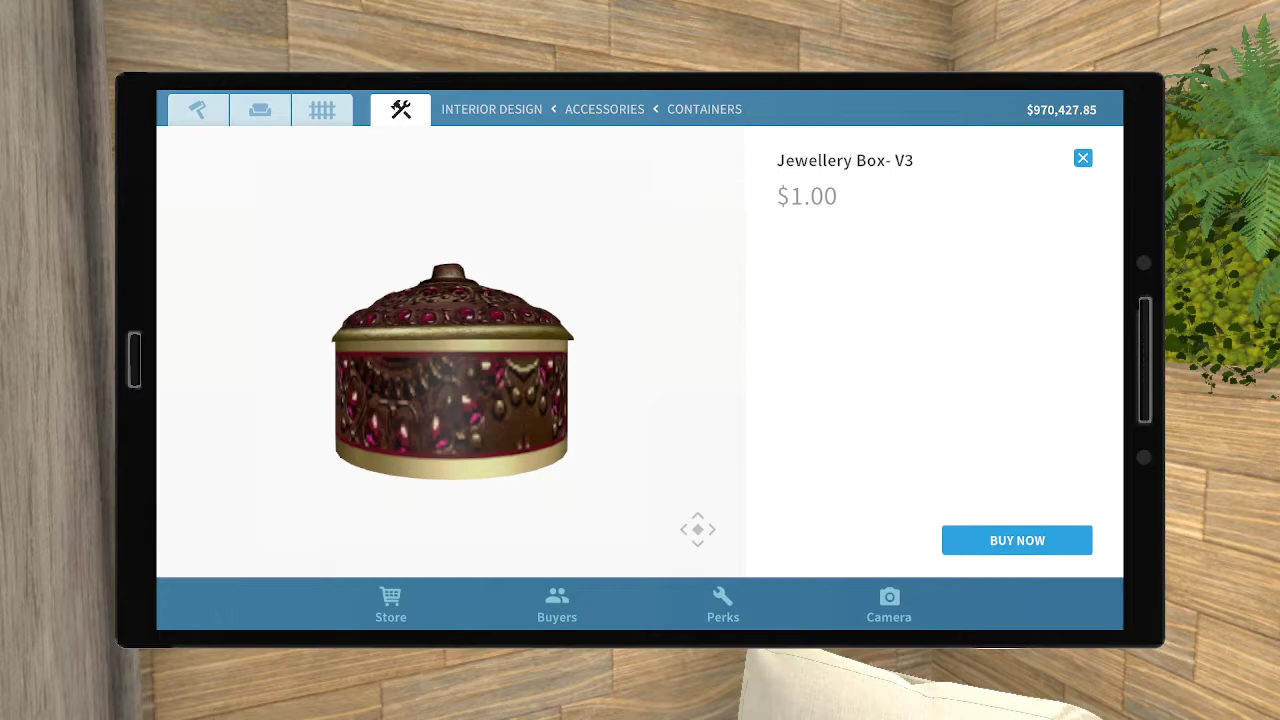 INTERIOR DESIGN < ACCESSORIES < CONTAINERS
$970,427.85
Jewellery Box- V3
$1.00
BUY NOW
Store
Buyers
Perks
Camera